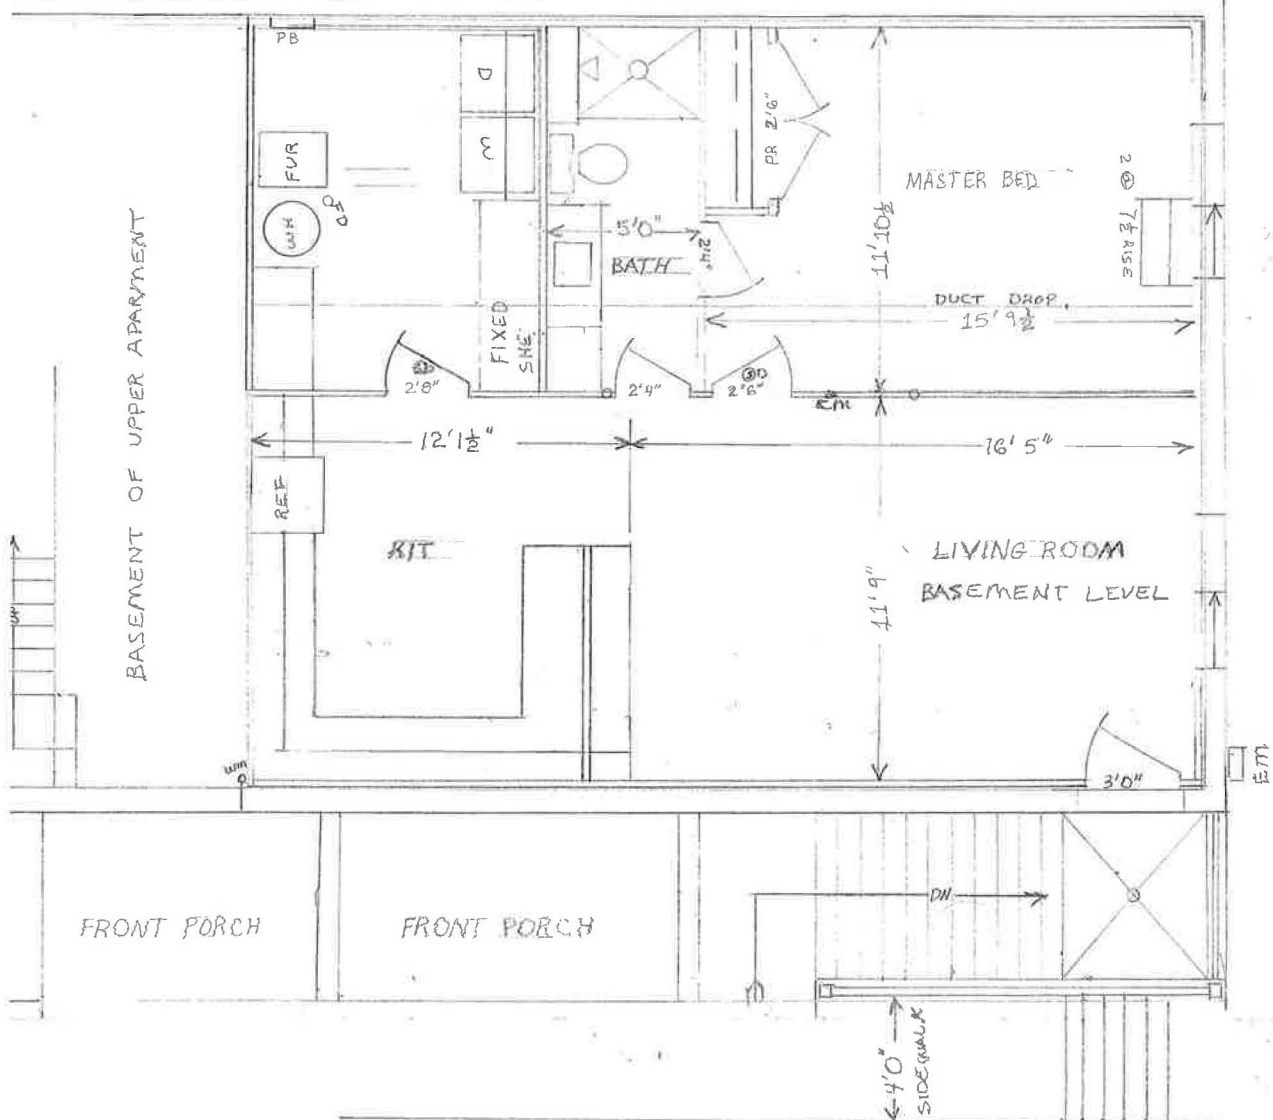 PB
D
W
FUR
FD
WH
PR 2'6"
MASTER BED
2 @ 7½ RISE
11'10½"
5'0"
2'4"
BATH
DUCT DROP.
15'9½"
FIXED
SHE.
2'8"
2'4"
SD
2'6"
EM
BASEMENT OF UPPER APARMENT
12'1½"
16'5"
REF
KIT
LIVING ROOM
BASEMENT LEVEL
11'9"
WM
3'0"
EM
FRONT PORCH
FRONT PORCH
DN
4'0"
SIDEWALK